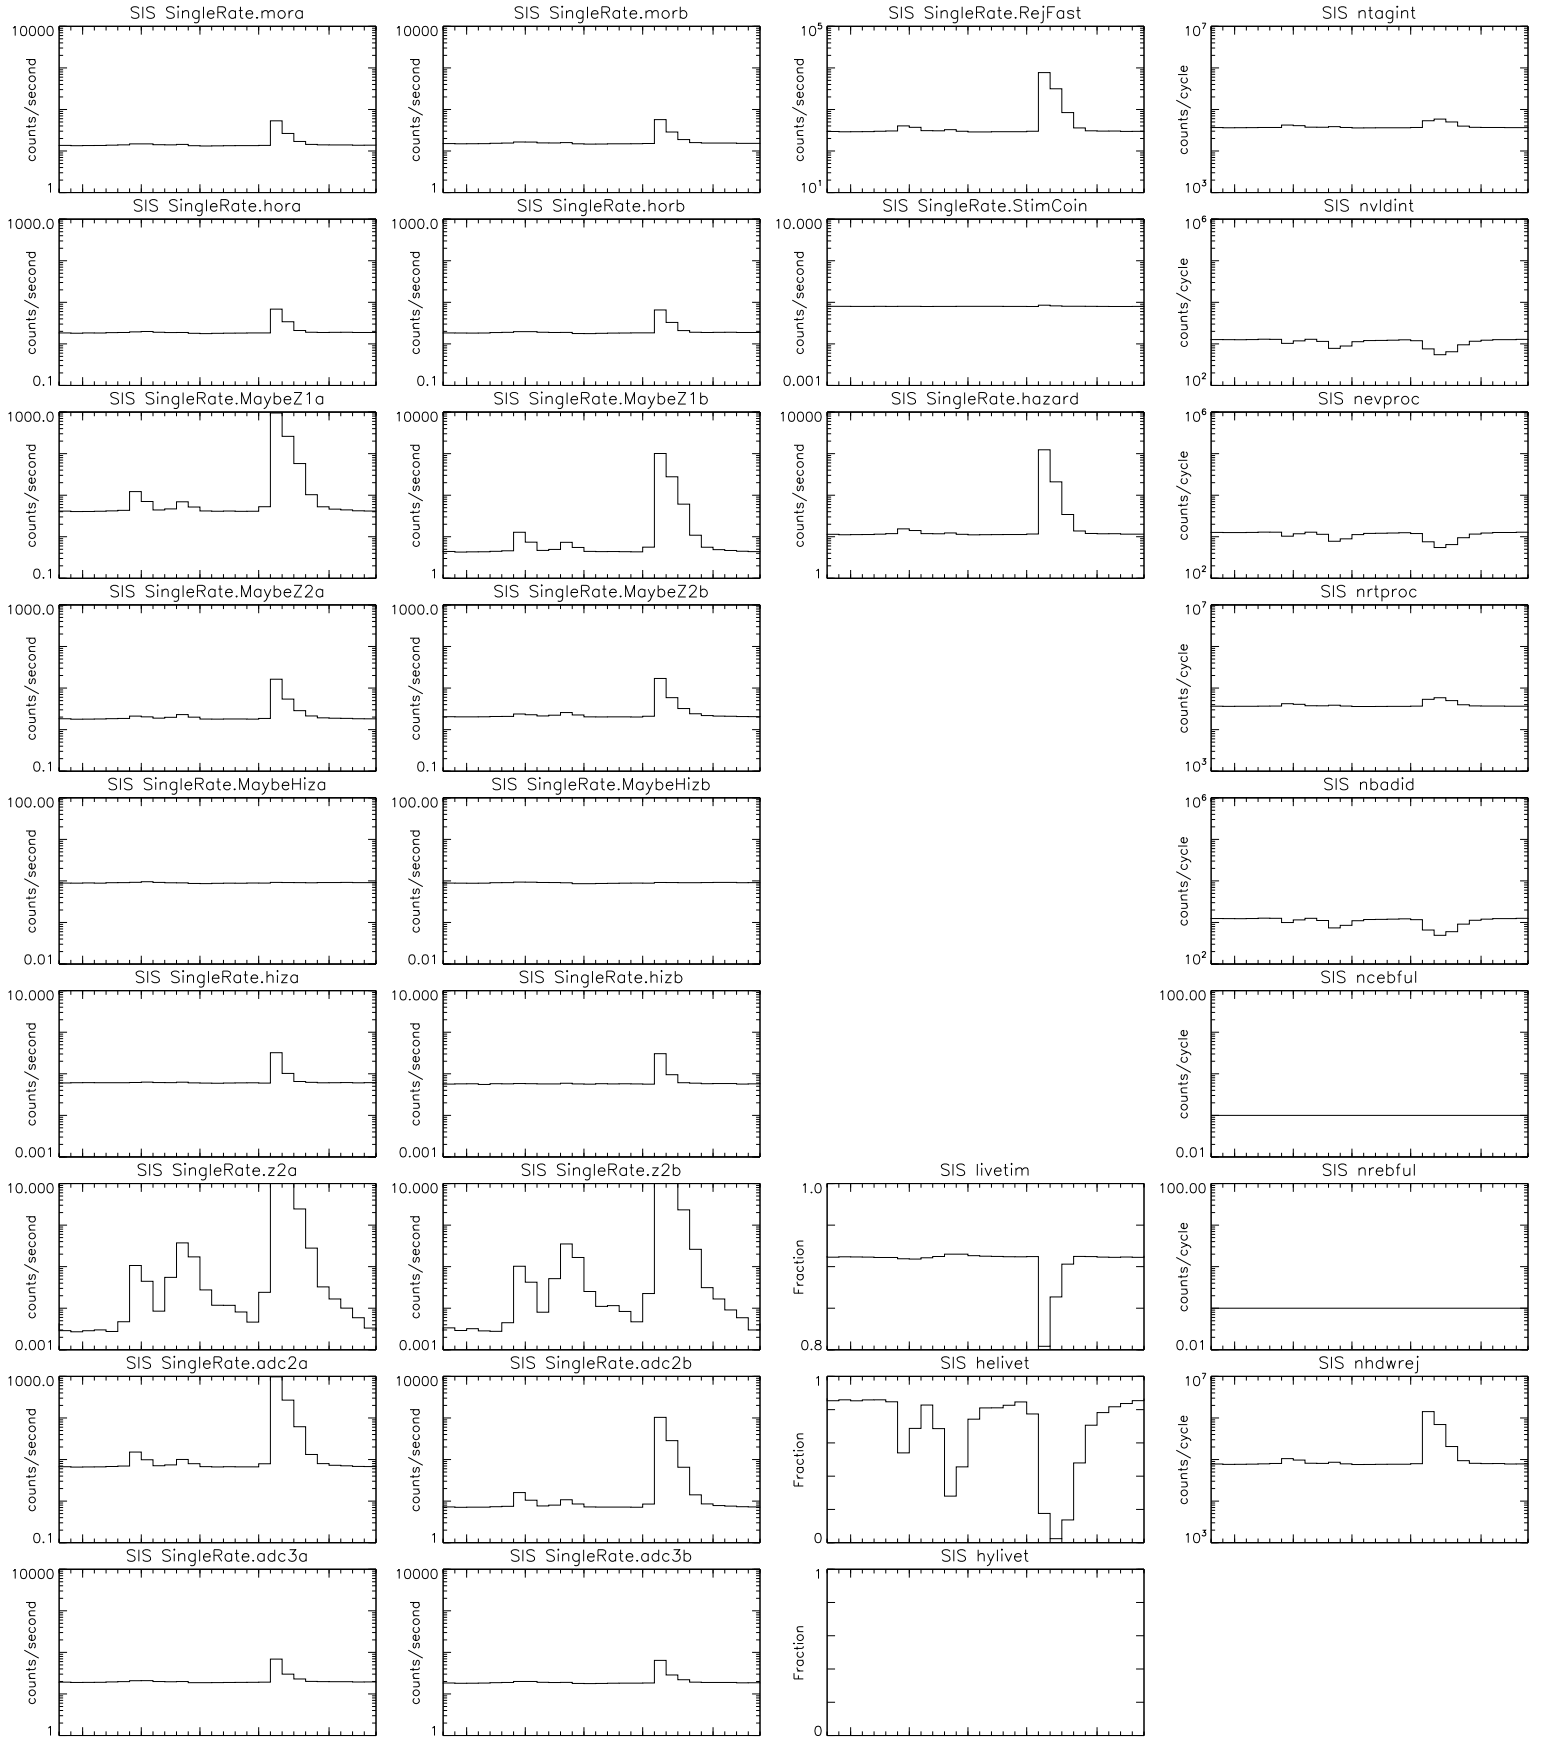 SIS SingleRate.mora
10000
counts/second
1
SIS SingleRate.morb
10000
counts/second
1
SIS SingleRate.RejFast
10^5
counts/second
10^1
SIS ntagint
10^7
counts/cycle
10^3
SIS SingleRate.hora
1000.0
counts/second
0.1
SIS SingleRate.horb
1000.0
counts/second
0.1
SIS SingleRate.StimCoin
10.000
counts/second
0.001
SIS nvldint
10^6
counts/cycle
10^2
SIS SingleRate.MaybeZ1a
1000.0
counts/second
0.1
SIS SingleRate.MaybeZ1b
10000
counts/second
1
SIS SingleRate.hazard
10000
counts/second
1
SIS nevproc
10^6
counts/cycle
10^2
SIS SingleRate.MaybeZ2a
1000.0
counts/second
0.1
SIS SingleRate.MaybeZ2b
1000.0
counts/second
0.1
SIS nrtproc
10^7
counts/cycle
10^3
SIS SingleRate.MaybeHiza
100.00
counts/second
0.01
SIS SingleRate.MaybeHizb
100.00
counts/second
0.01
SIS nbadid
10^6
counts/cycle
10^2
SIS SingleRate.hiza
10.000
counts/second
0.001
SIS SingleRate.hizb
10.000
counts/second
0.001
SIS ncebful
100.00
counts/cycle
0.01
SIS SingleRate.z2a
10.000
counts/second
0.001
SIS SingleRate.z2b
10.000
counts/second
0.001
SIS livetim
1.0
Fraction
0.8
SIS nrebful
100.00
counts/cycle
0.01
SIS SingleRate.adc2a
1000.0
counts/second
0.1
SIS SingleRate.adc2b
10000
counts/second
1
SIS helivet
1
Fraction
0
SIS nhdwrej
10^7
counts/cycle
10^3
SIS SingleRate.adc3a
10000
counts/second
1
SIS SingleRate.adc3b
10000
counts/second
1
SIS hylivet
1
Fraction
0